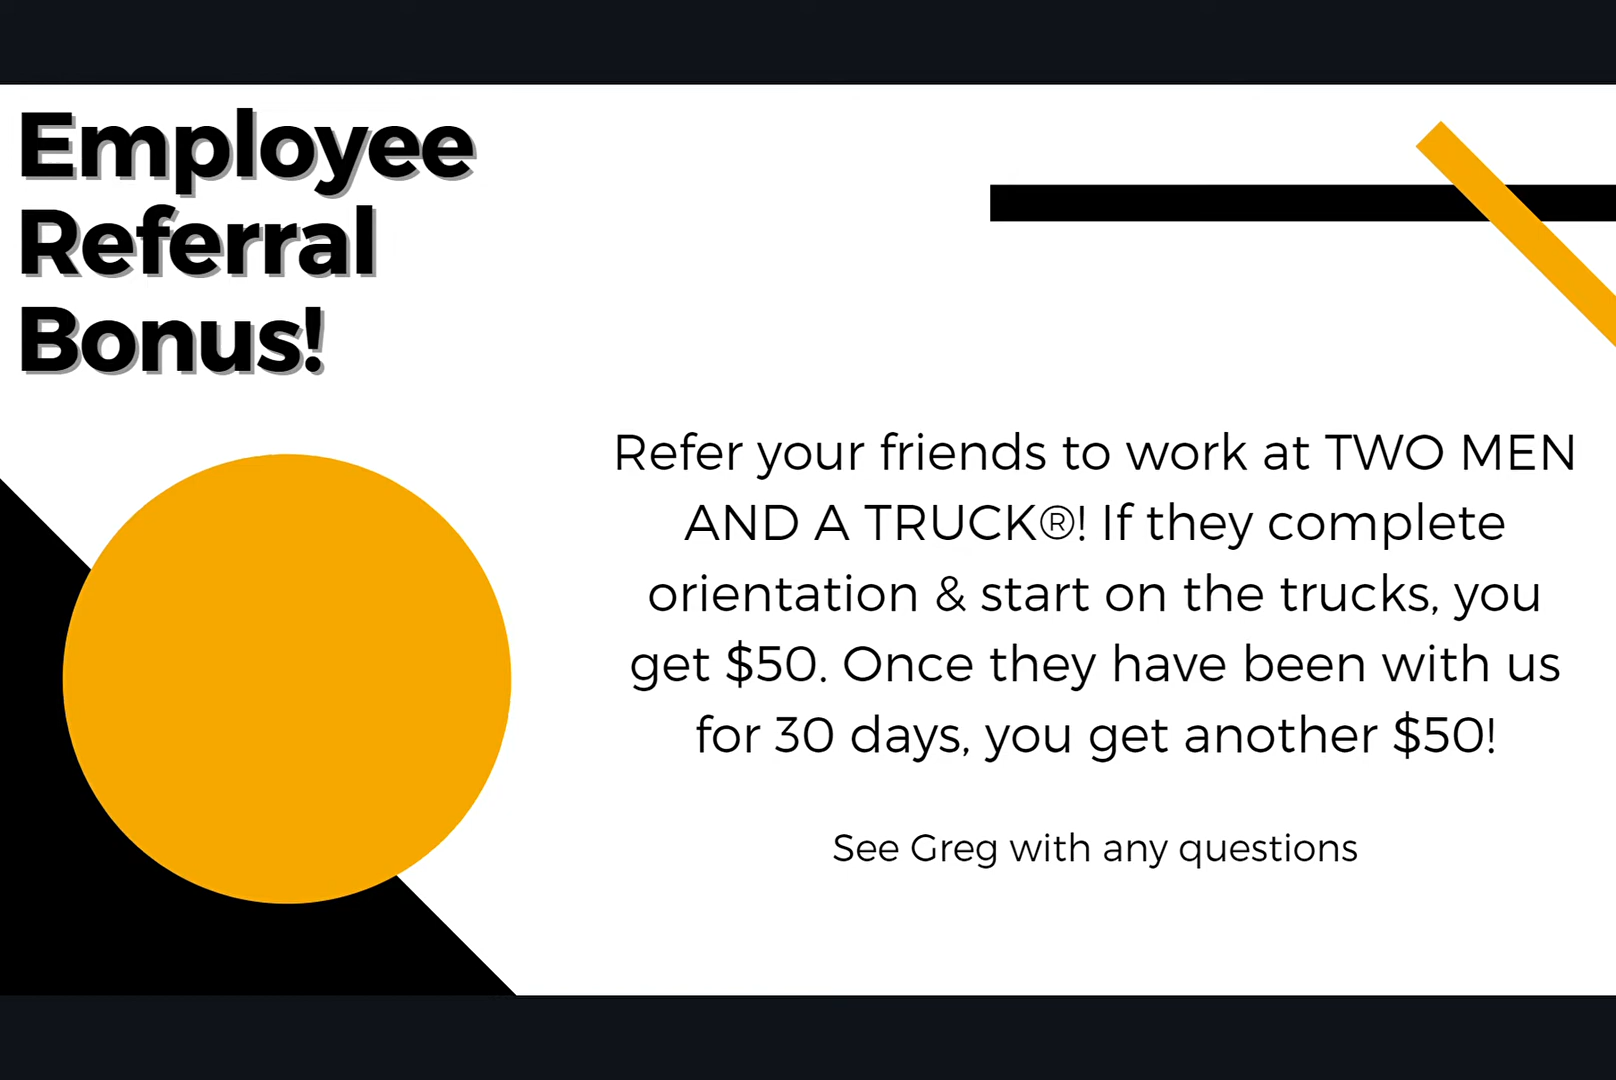 Employee
Referral
Bonus!
Refer your friends to work at TWO MEN
AND A TRUCK®! If they complete
orientation & start on the trucks, you
get $50. Once they have been with us
for 30 days, you get another $50!
See Greg with any questions